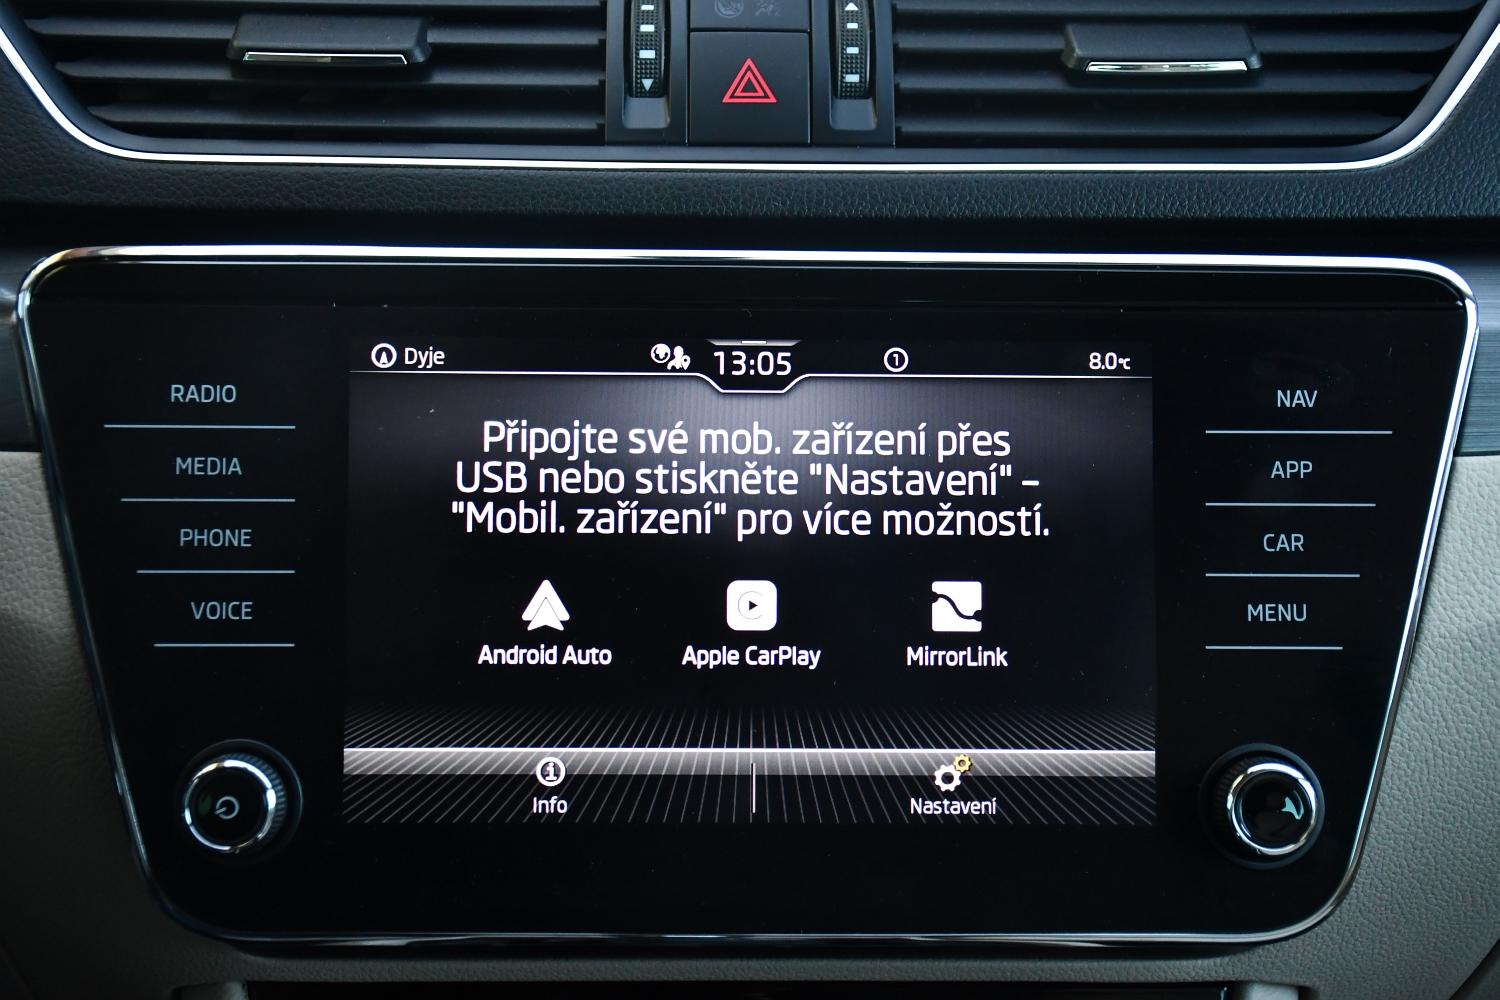 Dyje
13:05
1
8.0°C
RADIO
MEDIA
PHONE
VOICE
Připojte své mob. zařízení přes
USB nebo stiskněte "Nastavení" –
"Mobil. zařízení" pro více možností.
Android Auto
Apple CarPlay
MirrorLink
Info
Nastavení
NAV
APP
CAR
MENU